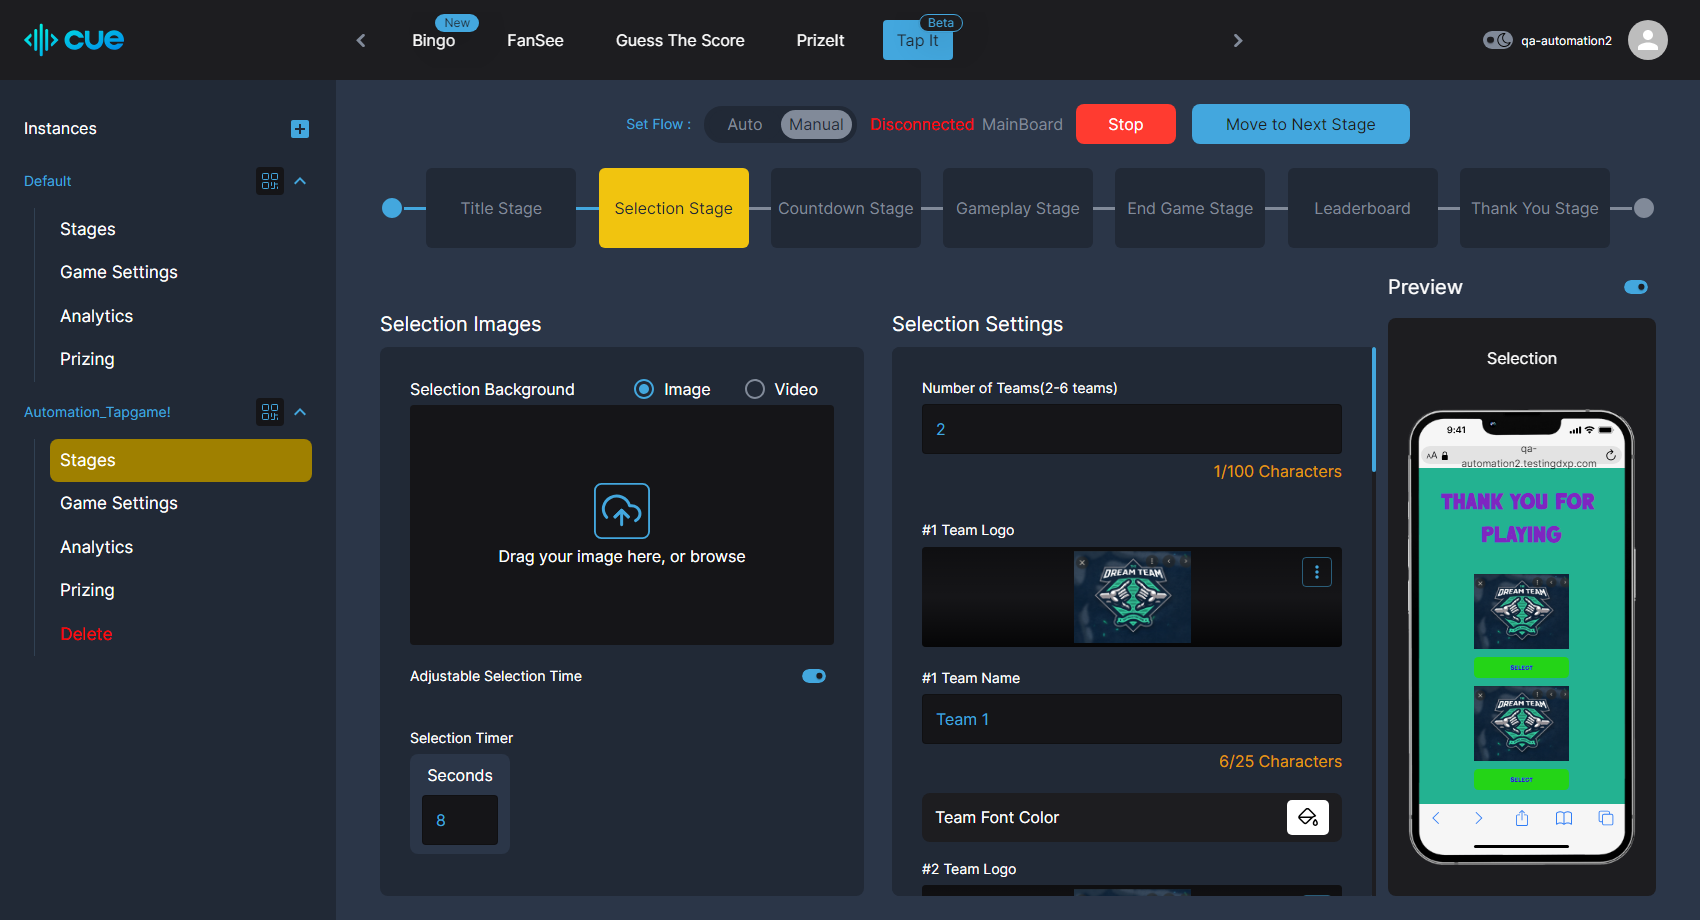 cue
New
Bingo
FanSee
Guess The Score
PrizeIt
Beta
Tap It
qa-automation2
Instances
Default
Stages
Game Settings
Analytics
Prizing
Automation_Tapgame!
Stages
Game Settings
Analytics
Prizing
Delete
Set Flow :
Auto
Manual
Disconnected MainBoard
Stop
Move to Next Stage
Title Stage
Selection Stage
Countdown Stage
Gameplay Stage
End Game Stage
Leaderboard
Thank You Stage
Selection Images
Selection Background
Image
Video
Drag your image here, or browse
Adjustable Selection Time
Selection Timer
Seconds
8
Selection Settings
Number of Teams(2-6 teams)
2
1/100 Characters
#1 Team Logo
DREAM TEAM
#1 Team Name
Team 1
6/25 Characters
Team Font Color
#2 Team Logo
Preview
Selection
9:41
AA
qa-
automation2.testingdxp.com
THANK YOU FOR
PLAYING
DREAM TEAM
SELECT
DREAM TEAM
SELECT